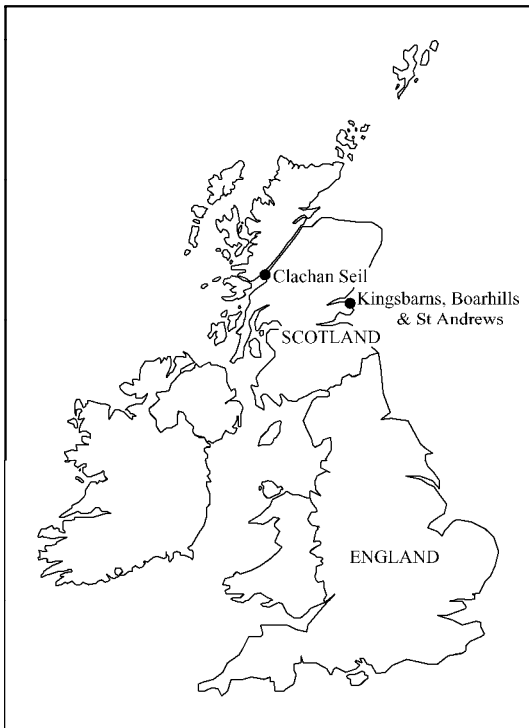 Clachan Seil
Kingsbarns, Boarhills
& St Andrews
SCOTLAND
ENGLAND